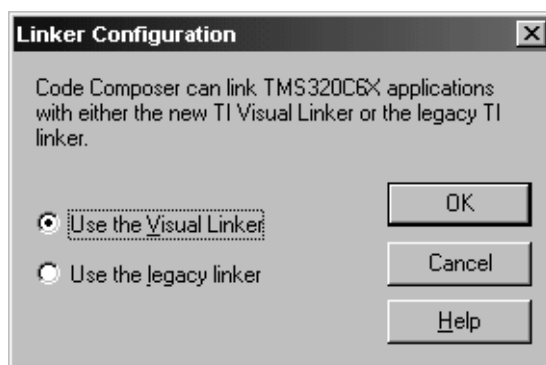 Linker Configuration
Code Composer can link TMS320C6X applications
with either the new TI Visual Linker or the legacy TI
linker.
Use the Visual Linker
Use the legacy linker
OK
Cancel
Help